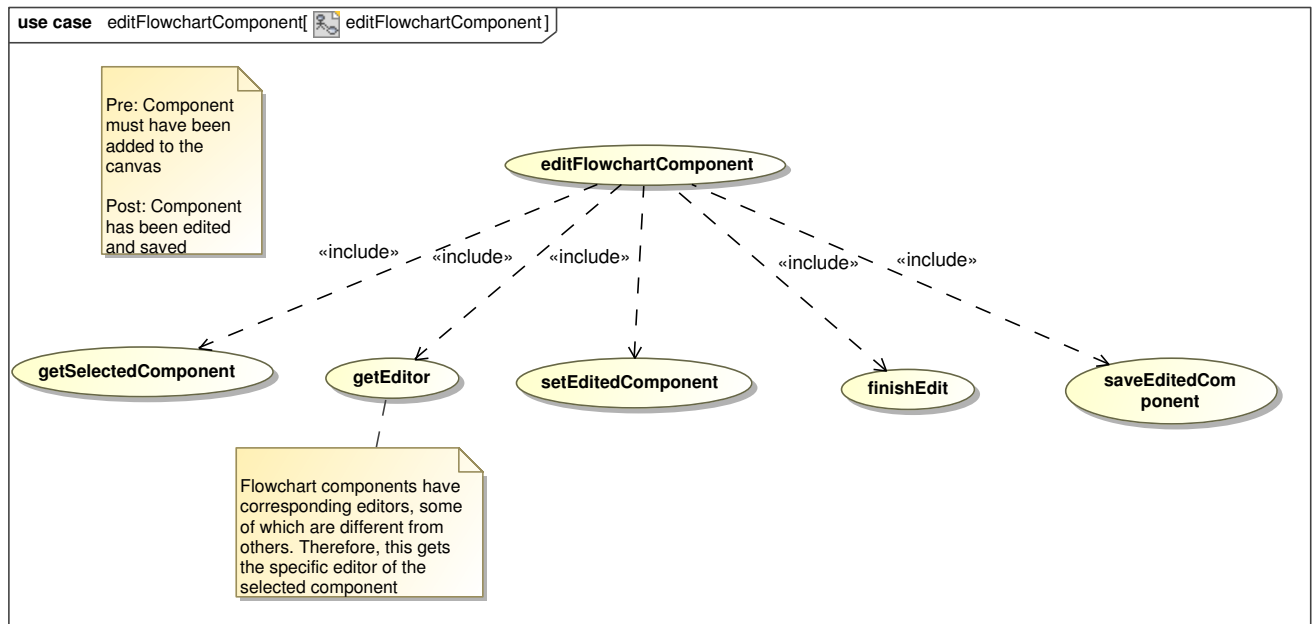 use case editFlowchartComponent[ editFlowchartComponent]
Pre: Component
must have been
added to the
canvas
Post: Component
has been edited
and saved
editFlowchartComponent
«include»
«include»
«include»
«include»
«include»
getSelectedComponent
getEditor
setEditedComponent
finishEdit
saveEditedCom
ponent
Flowchart components have
corresponding editors, some
of which are different from
others. Therefore, this gets
the specific editor of the
selected component